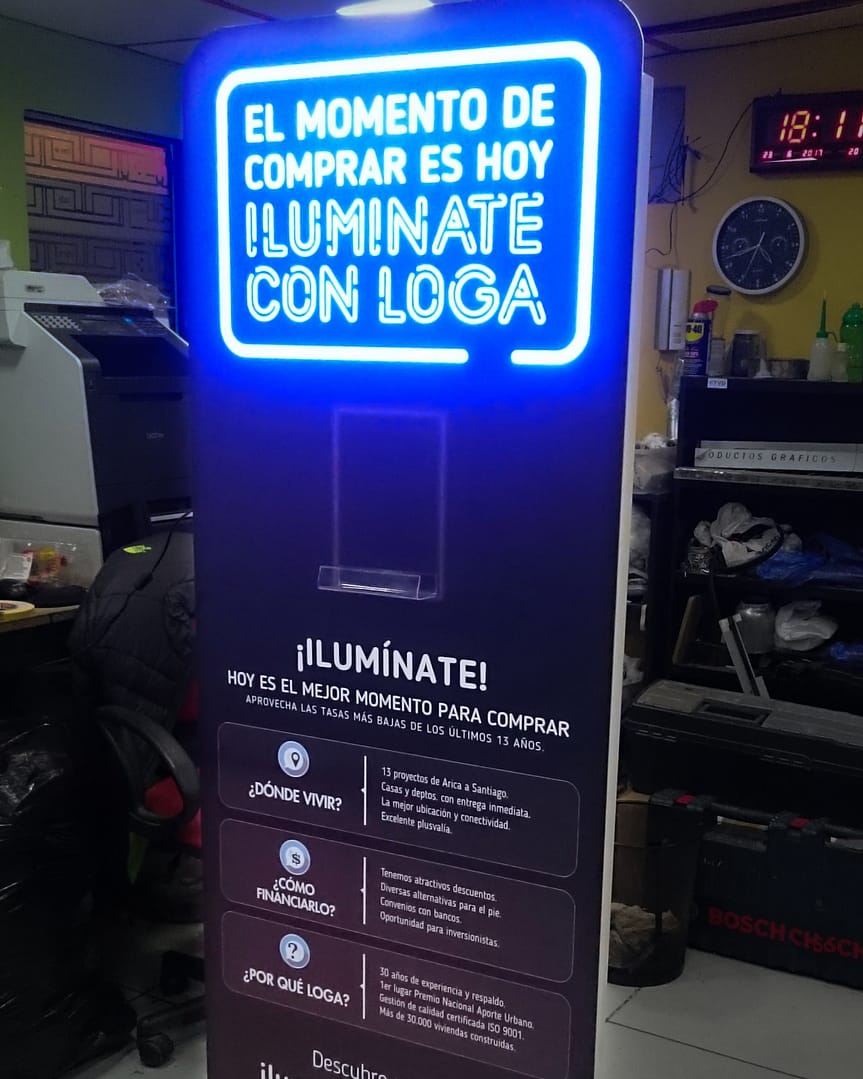 EL MOMENTO DE
COMPRAR ES HOY
ILUMINATE
CON LOGA
¡ILUMÍNATE!
HOY ES EL MEJOR MOMENTO PARA COMPRAR
APROVECHA LAS TASAS MÁS BAJAS DE LOS ÚLTIMOS 13 AÑOS.
¿DÓNDE VIVIR?
13 proyectos de Arica a Santiago.
Casas y deptos. con entrega inmediata.
La mejor ubicación y conectividad.
Excelente plusvalía.
$
¿CÓMO
FINANCIARLO?
Tenemos atractivos descuentos.
Diversas alternativas para el pie.
Convenios con bancos.
Oportunidad para inversionistas.
?
¿POR QUÉ LOGA?
30 años de experiencia y respaldo.
1er lugar Premio Nacional Aporte Urbano.
Gestión de calidad certificada ISO 9001.
Más de 30.000 viviendas construidas.
Descubre
18:11
2017
ODUCTOS GRAFICOS
BOSCH